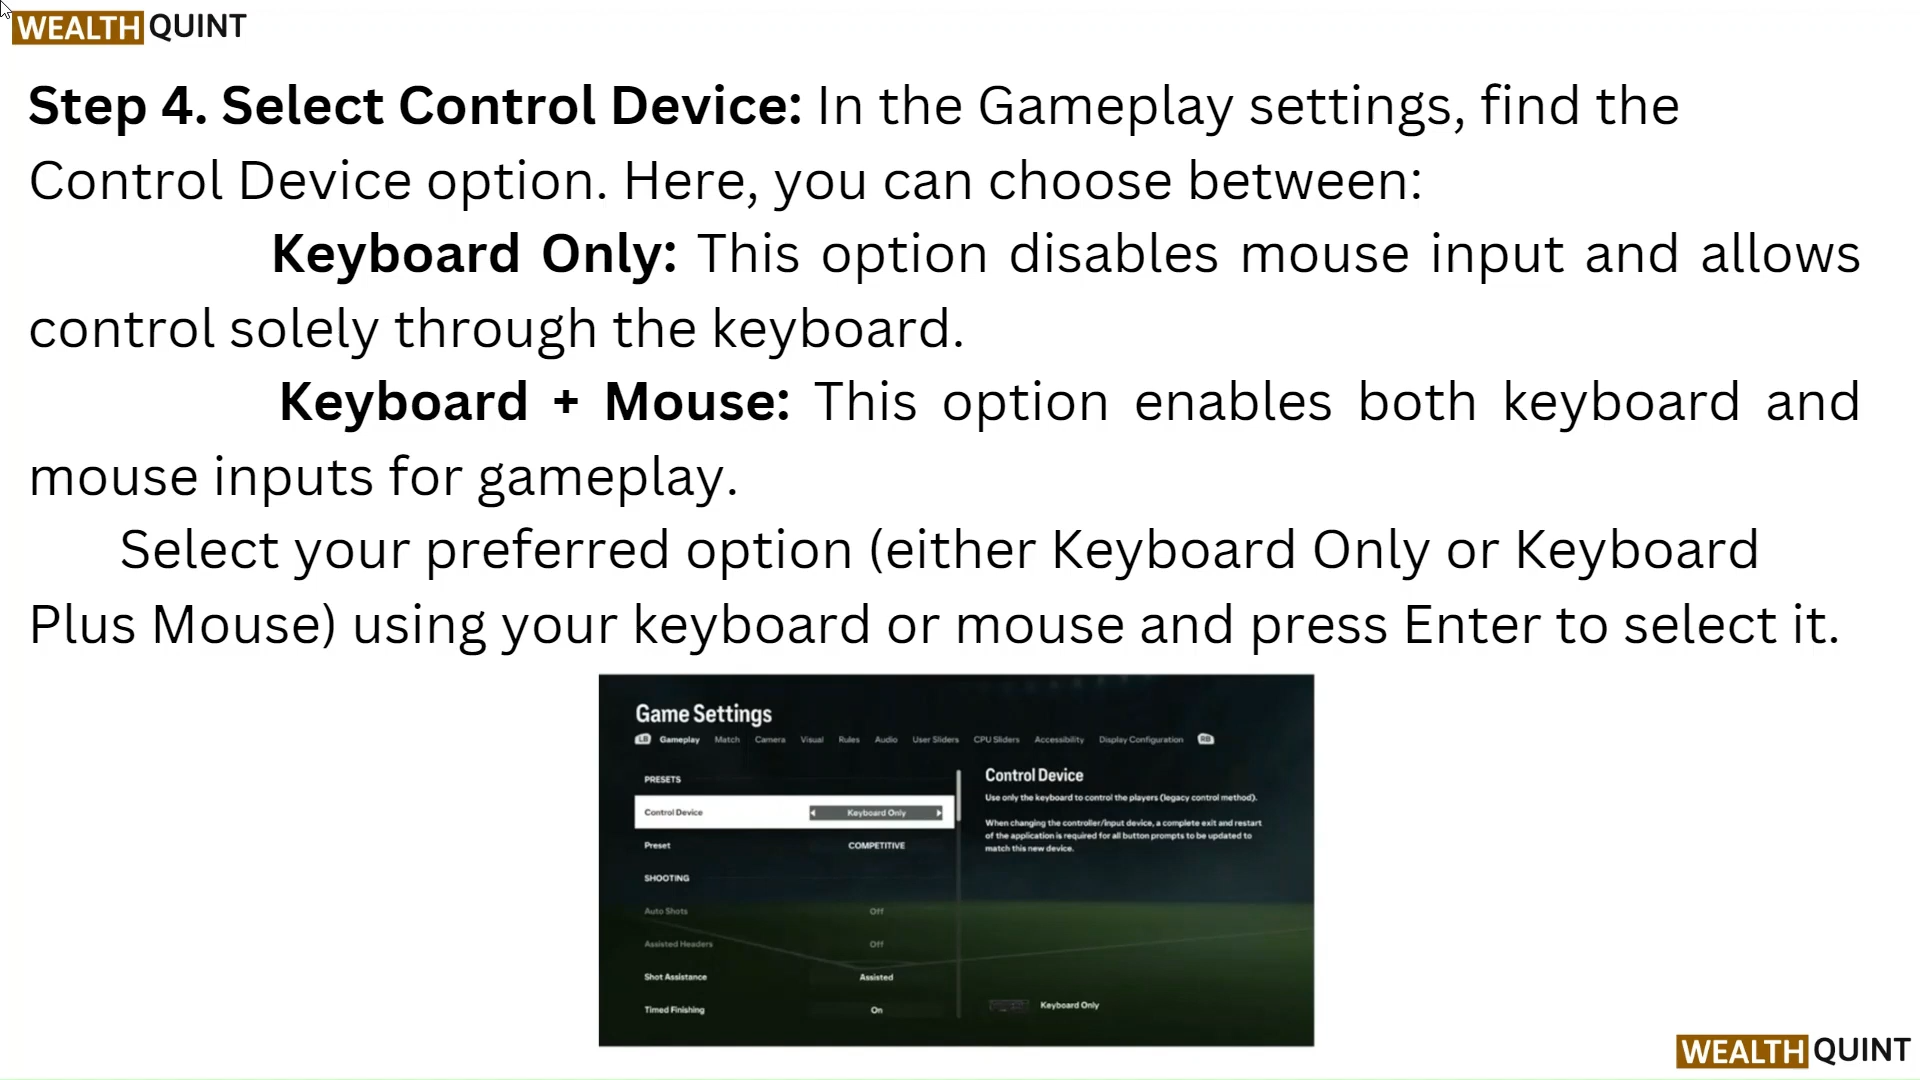 WEALTH QUINT
Step 4. Select Control Device: In the Gameplay settings, find the
Control Device option. Here, you can choose between:
Keyboard Only: This option disables mouse input and allows
control solely through the keyboard.
Keyboard + Mouse: This option enables both keyboard and
mouse inputs for gameplay.
Select your preferred option (either Keyboard Only or Keyboard
Plus Mouse) using your keyboard or mouse and press Enter to select it.
Game Settings
LB Gameplay Match Camera Visual Rules Audio User Sliders CPU Sliders Accessibility Display Configuration RB
PRESETS
Control Device Keyboard Only
Preset COMPETITIVE
SHOOTING
Auto Shots Off
Assisted Headers Off
Shot Assistance Assisted
Timed Finishing On
Control Device
Use only the keyboard to control the players (legacy control method).
When changing the controller/input device, a complete exit and restart
of the application is required for all button prompts to be updated to
match this new device.
Keyboard Only
WEALTH QUINT